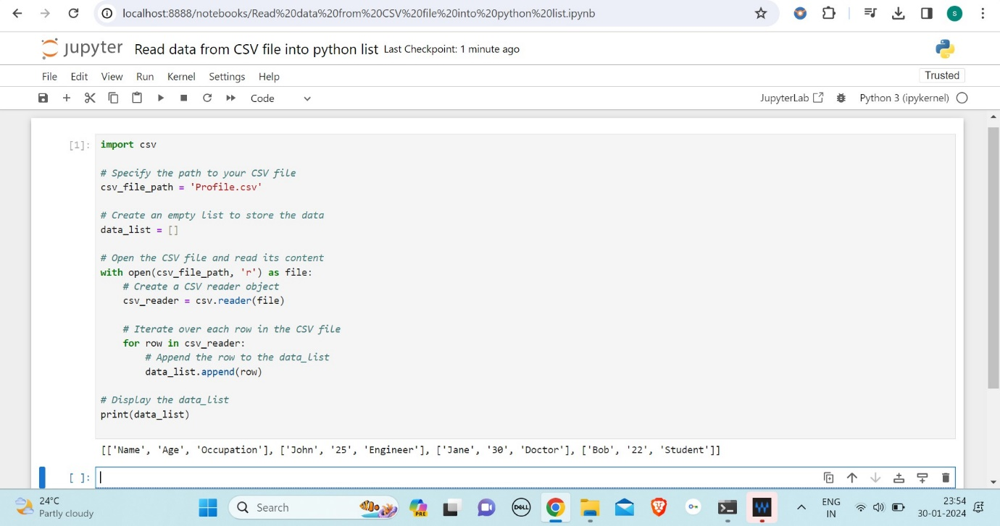 localhost:8888/notebooks/Read%20data%20from%20CSV%20file%20into%20python%20list.ipynb
S
jupyter Read data from CSV file into python list Last Checkpoint: 1 minute ago
File Edit View Run Kernel Settings Help
Trusted
Code
JupyterLab Python 3 (ipykernel)
[1]: import csv
# Specify the path to your CSV file
csv_file_path = 'Profile.csv'
# Create an empty list to store the data
data_list = []
# Open the CSV file and read its content
with open(csv_file_path, 'r') as file:
    # Create a CSV reader object
    csv_reader = csv.reader(file)
    # Iterate over each row in the CSV file
    for row in csv_reader:
        # Append the row to the data_list
        data_list.append(row)
# Display the data_list
print(data_list)
[['Name', 'Age', 'Occupation'], ['John', '25', 'Engineer'], ['Jane', '30', 'Doctor'], ['Bob', '22', 'Student']]
[ ]:
24°C
Partly cloudy
Search
PRE
DELL
ENG
IN
23:54
30-01-2024